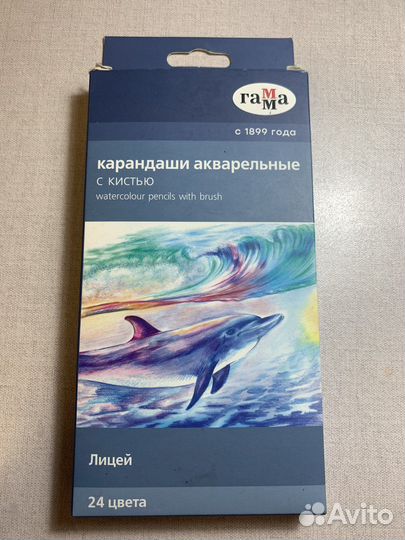 гамма
с 1899 года
карандаши акварельные
с кистью
watercolour pencils with brush
Лицей
24 цвета
Avito